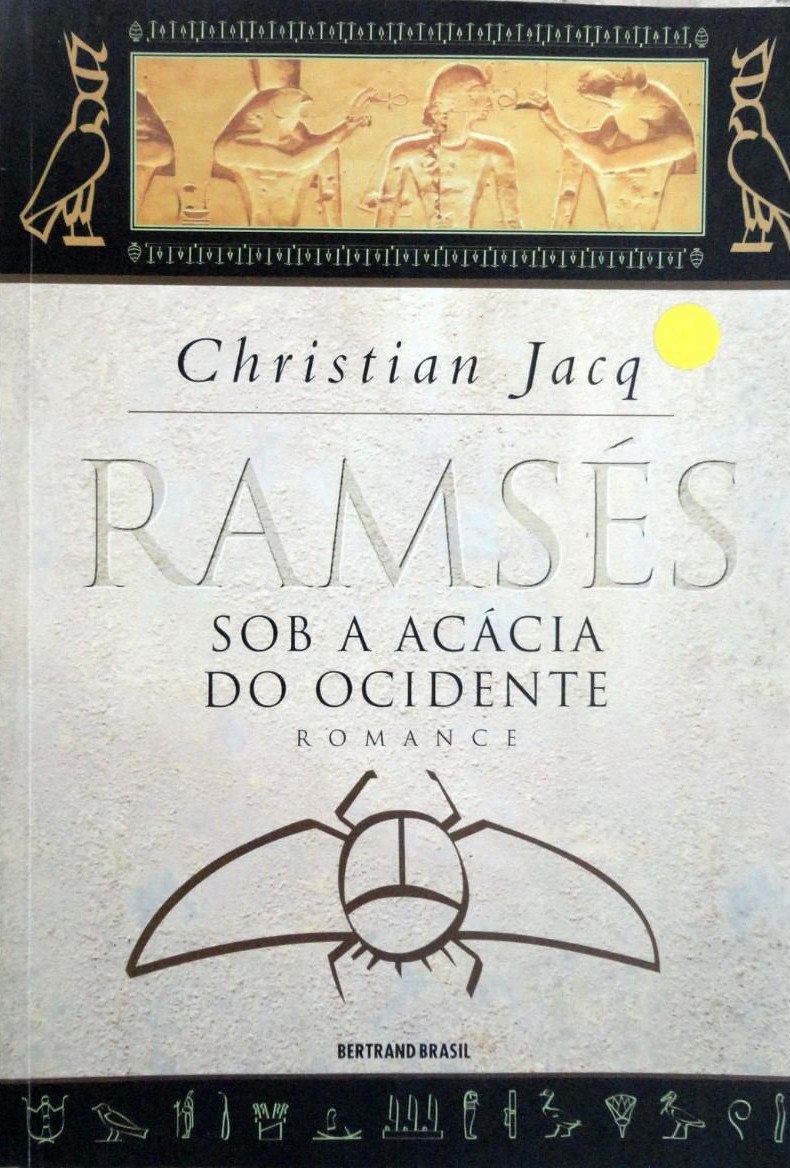 Christian Jacq
RAMSÉS
SOB A ACÁCIA
DO OCIDENTE
ROMANCE
BERTRAND BRASIL